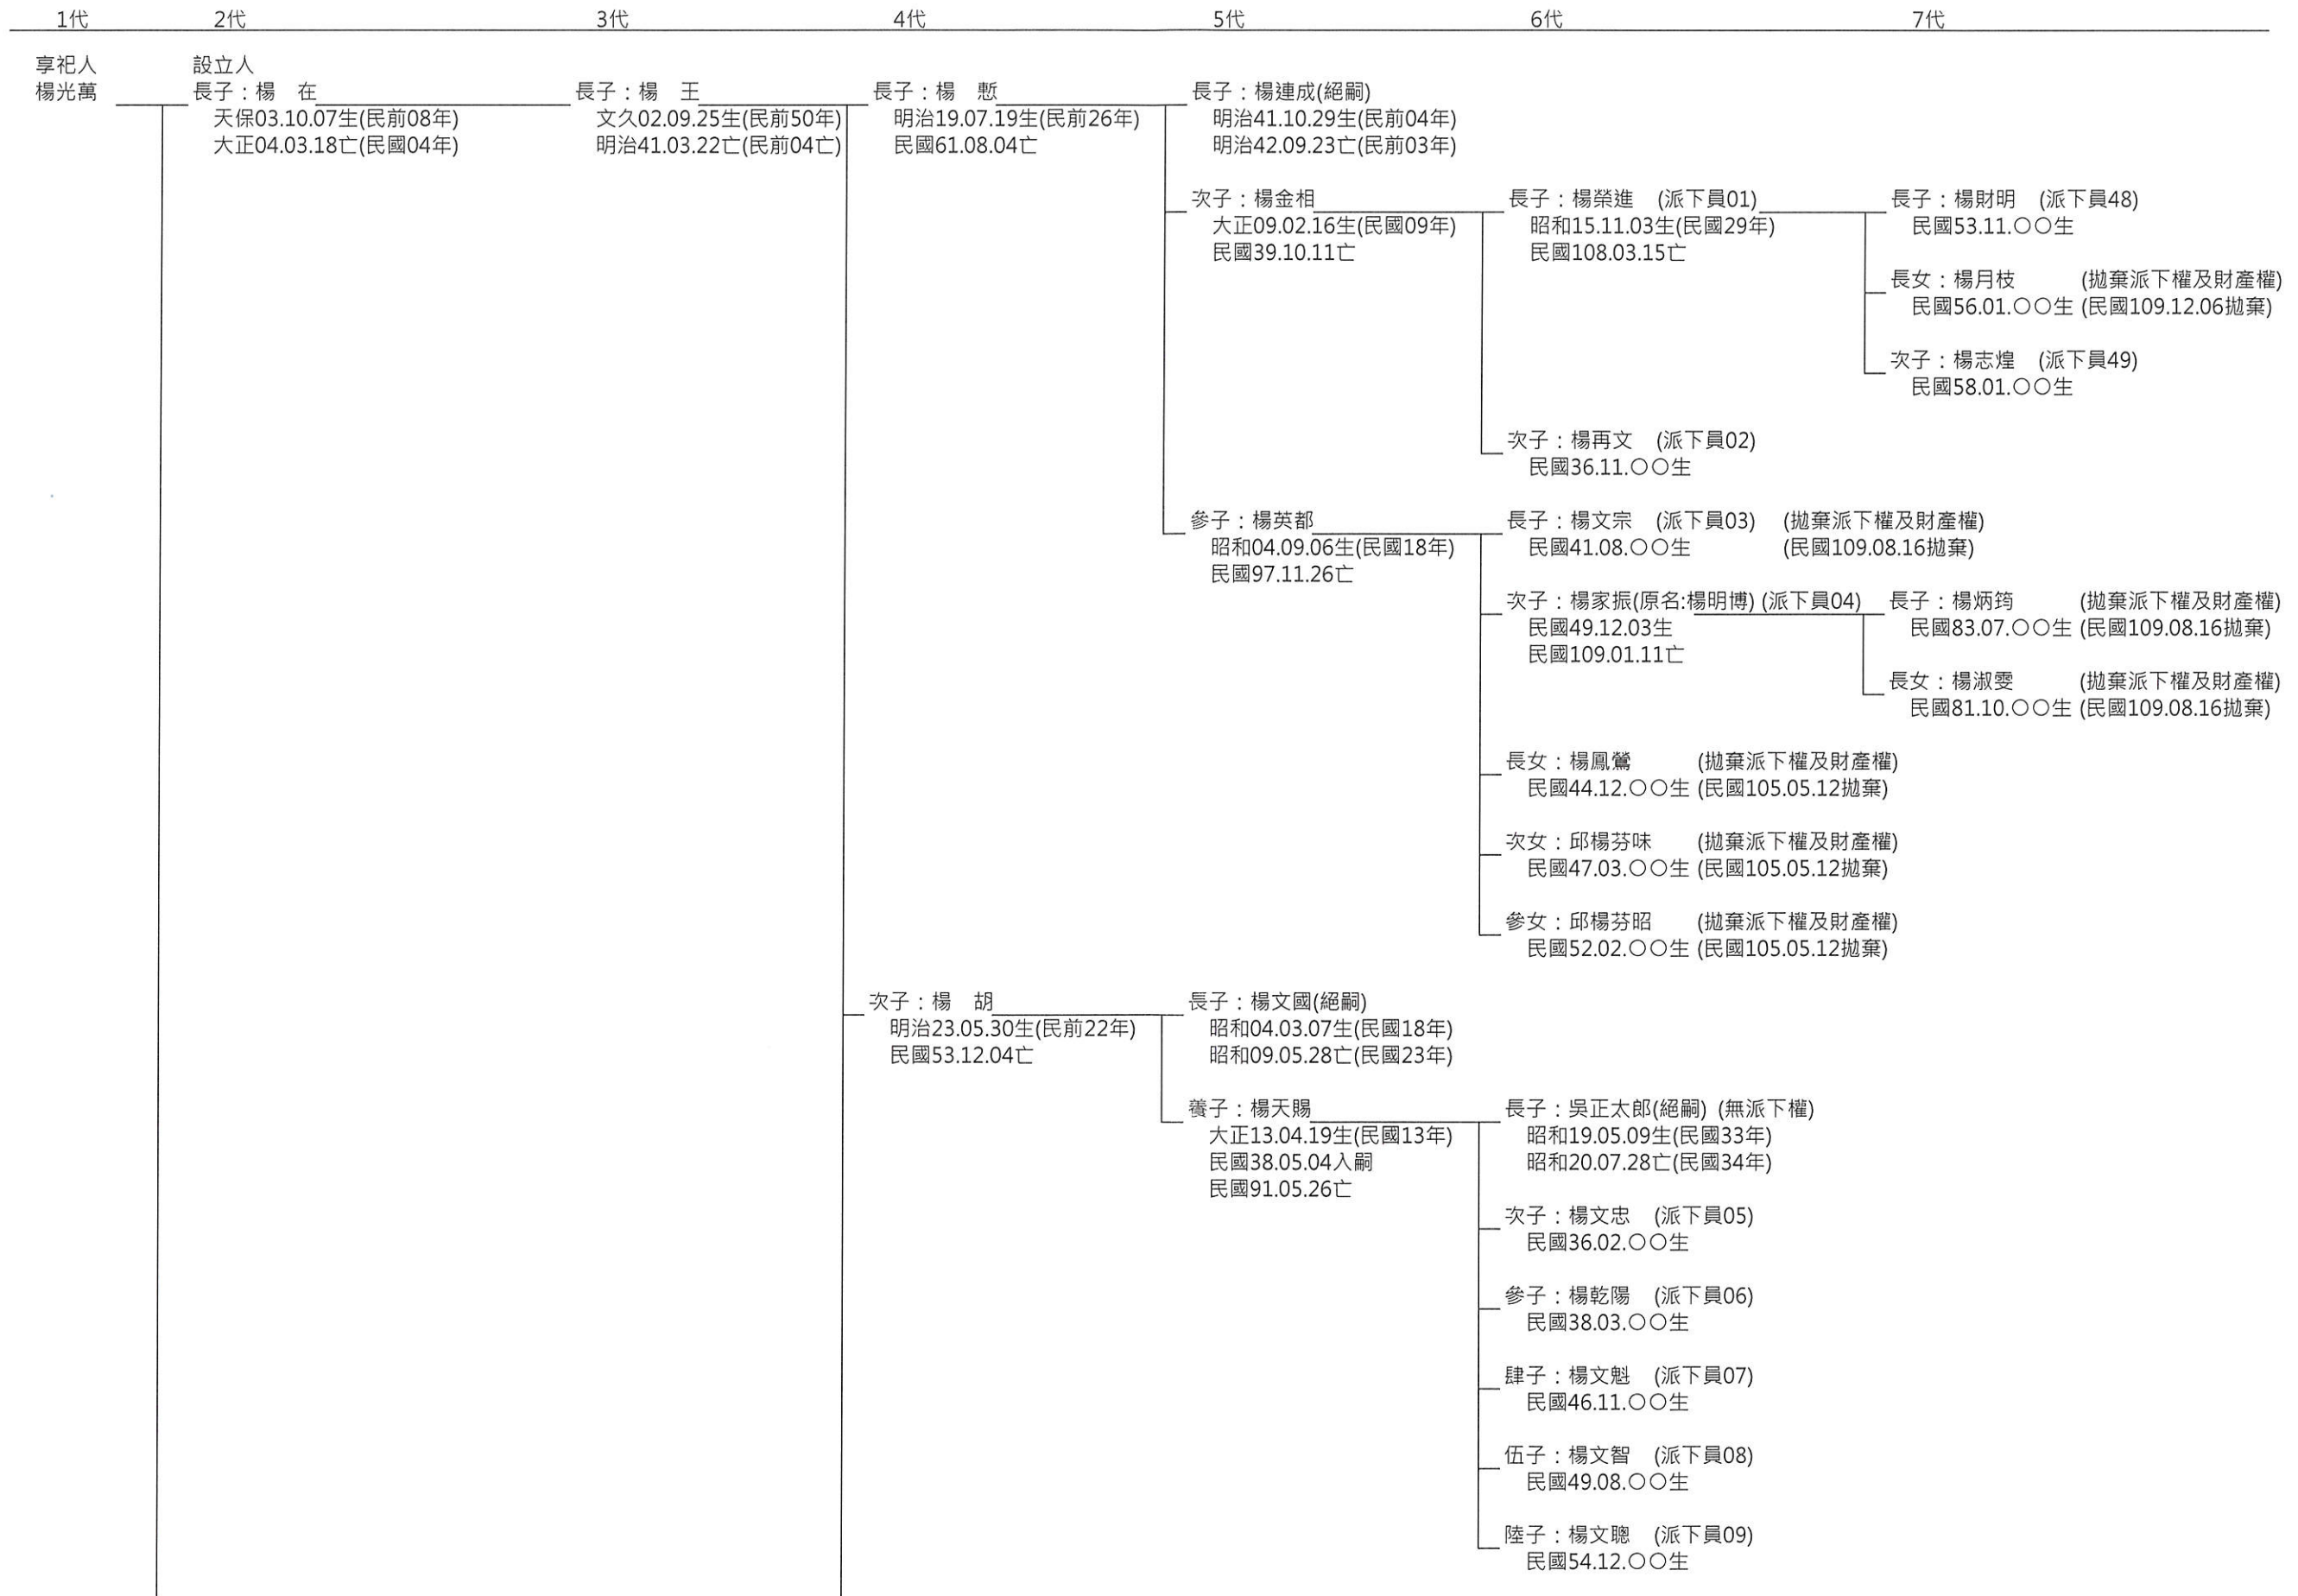 1代 2代 3代 4代 5代 6代 7代
享祀人 設立人
楊光萬 長子：楊　在 長子：楊　王 長子：楊　慙 長子：楊連成(絕嗣)
天保03.10.07生(民前08年) 文久02.09.25生(民前50年) 明治19.07.19生(民前26年) 明治41.10.29生(民前04年)
大正04.03.18亡(民國04年) 明治41.03.22亡(民前04亡) 民國61.08.04亡 明治42.09.23亡(民前03年)
次子：楊金相 長子：楊榮進 (派下員01) 長子：楊財明 (派下員48)
大正09.02.16生(民國09年) 昭和15.11.03生(民國29年) 民國53.11.○○生
民國39.10.11亡 民國108.03.15亡
長女：楊月枝 (拋棄派下權及財產權)
民國56.01.○○生 (民國109.12.06拋棄)
次子：楊志煌 (派下員49)
民國58.01.○○生
次子：楊再文 (派下員02)
民國36.11.○○生
參子：楊英都 長子：楊文宗 (派下員03) (拋棄派下權及財產權)
昭和04.09.06生(民國18年) 民國41.08.○○生 (民國109.08.16拋棄)
民國97.11.26亡
次子：楊家振(原名:楊明博) (派下員04) 長子：楊炳筠 (拋棄派下權及財產權)
民國49.12.03生 民國83.07.○○生 (民國109.08.16拋棄)
民國109.01.11亡
長女：楊淑雯 (拋棄派下權及財產權)
民國81.10.○○生 (民國109.08.16拋棄)
長女：楊鳳鶯 (拋棄派下權及財產權)
民國44.12.○○生 (民國105.05.12拋棄)
次女：邱楊芬味 (拋棄派下權及財產權)
民國47.03.○○生 (民國105.05.12拋棄)
參女：邱楊芬昭 (拋棄派下權及財產權)
民國52.02.○○生 (民國105.05.12拋棄)
次子：楊　胡 長子：楊文國(絕嗣)
明治23.05.30生(民前22年) 昭和04.03.07生(民國18年)
民國53.12.04亡 昭和09.05.28亡(民國23年)
養子：楊天賜 長子：吳正太郎(絕嗣) (無派下權)
大正13.04.19生(民國13年) 昭和19.05.09生(民國33年)
民國38.05.04入嗣 昭和20.07.28亡(民國34年)
民國91.05.26亡
次子：楊文忠 (派下員05)
民國36.02.○○生
參子：楊乾陽 (派下員06)
民國38.03.○○生
肆子：楊文魁 (派下員07)
民國46.11.○○生
伍子：楊文智 (派下員08)
民國49.08.○○生
陸子：楊文聰 (派下員09)
民國54.12.○○生